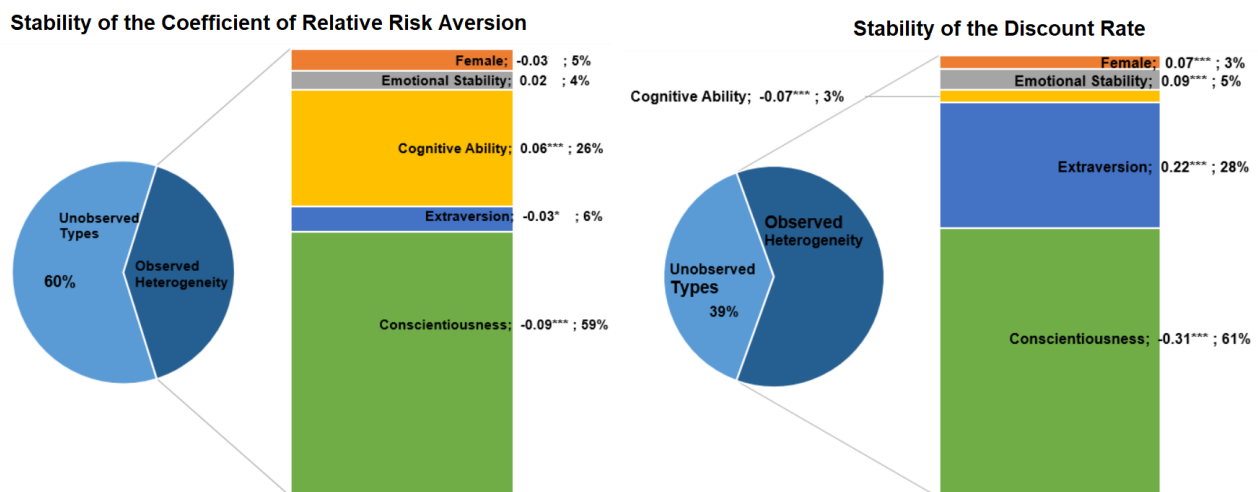 Stability of the Coefficient of Relative Risk Aversion
Female; -0.03 ; 5%
Emotional Stability; 0.02 ; 4%
Cognitive Ability; 0.06*** ; 26%
Extraversion; -0.03* ; 6%
Conscientiousness; -0.09*** ; 59%
Unobserved
Types
60%
Observed
Heterogeneity
Stability of the Discount Rate
Female; 0.07*** ; 3%
Emotional Stability; 0.09*** ; 5%
Cognitive Ability; -0.07*** ; 3%
Extraversion; 0.22*** ; 28%
Conscientiousness; -0.31*** ; 61%
Observed
Heterogeneity
Unobserved
Types
39%